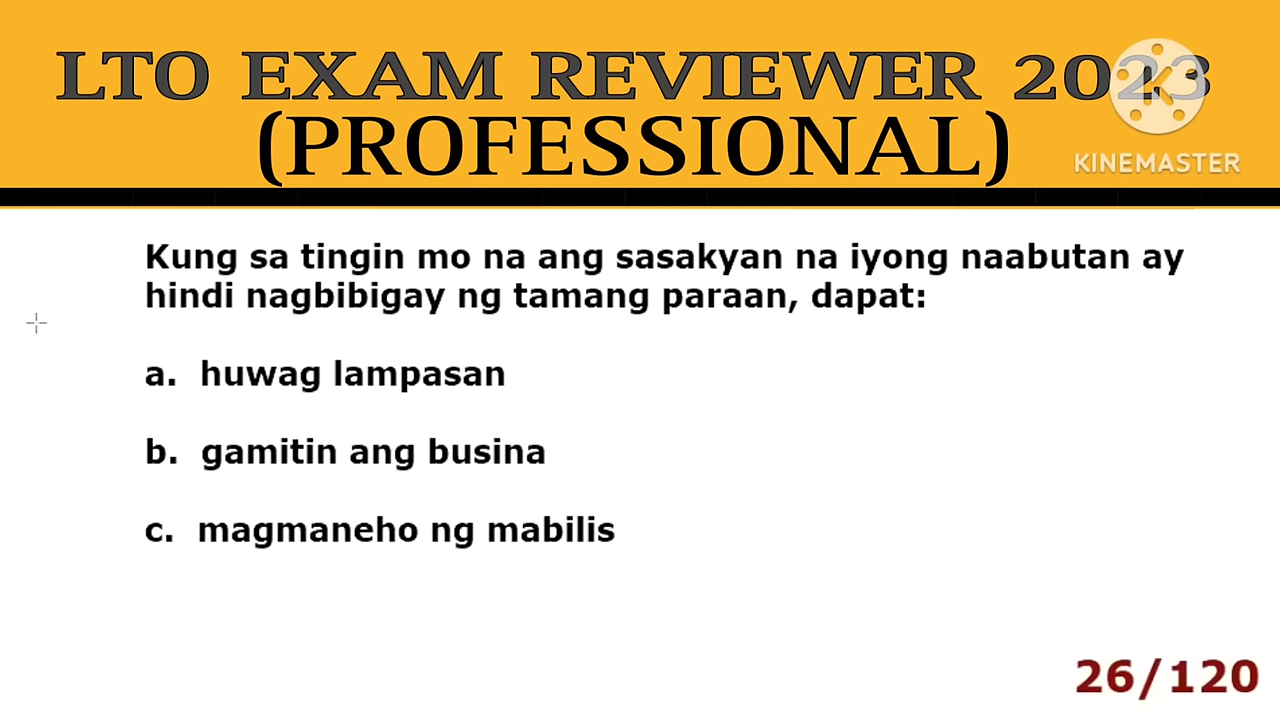 LTO EXAM REVIEWER 2023
(PROFESSIONAL)
KINEMASTER
Kung sa tingin mo na ang sasakyan na iyong naabutan ay
hindi nagbibigay ng tamang paraan, dapat:
a. huwag lampasan
b. gamitin ang busina
c. magmaneho ng mabilis
26/120